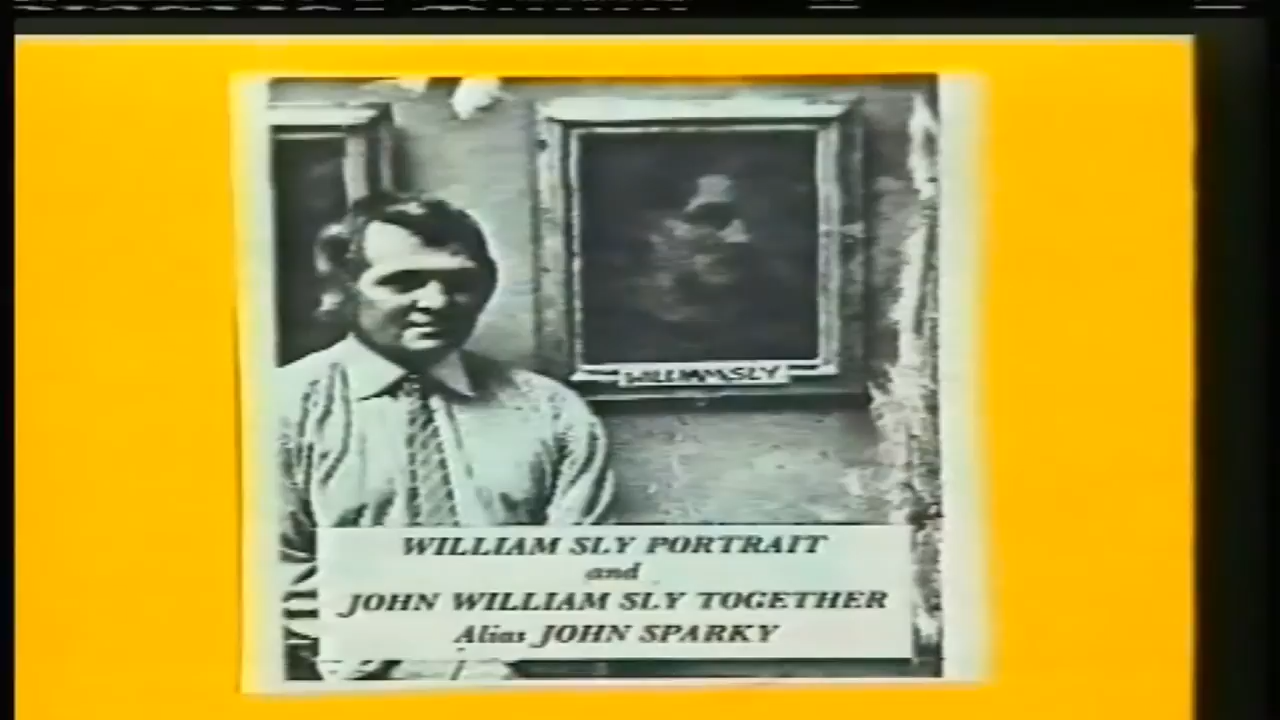 WILLIAM SLY
WILLIAM SLY PORTRAIT
and
JOHN WILLIAM SLY TOGETHER
Alias JOHN SPARKY